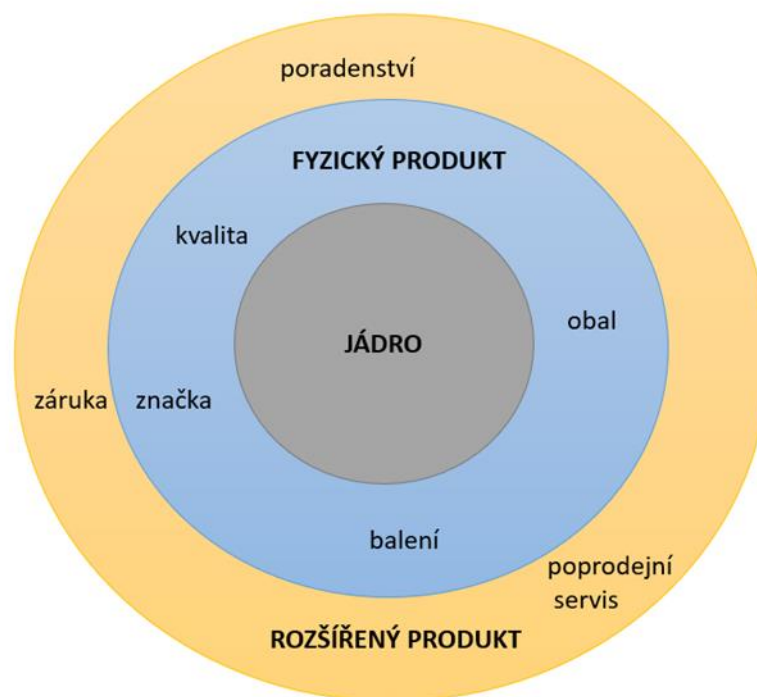 poradenství
FYZICKÝ PRODUKT
kvalita
obal
JÁDRO
záruka
značka
balení
poprodejní
servis
ROZŠÍŘENÝ PRODUKT